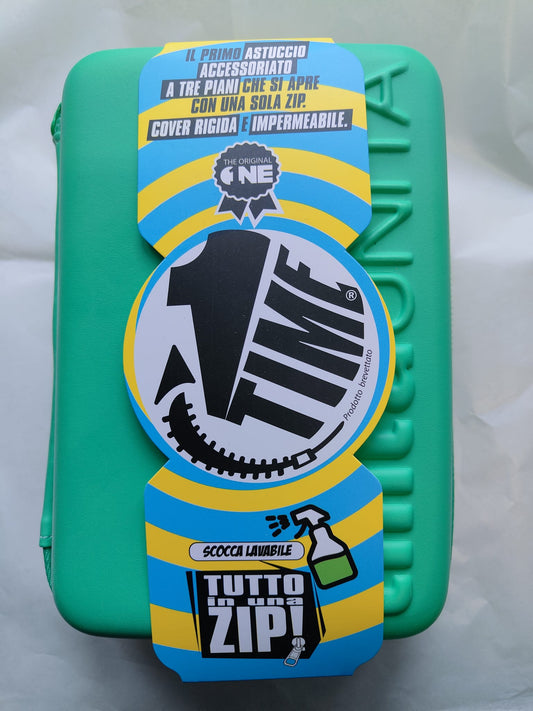 IL PRIMO ASTUCCIO
ACCESSORIATO
A TRE PIANI CHE SI APRE
CON UNA SOLA ZIP.
COVER RIGIDA E IMPERMEABILE.
THE ORIGINAL
ONE
1
TIME®
Prodotto brevettato
SCOCCA LAVABILE
TUTTO
in una
ZIP!